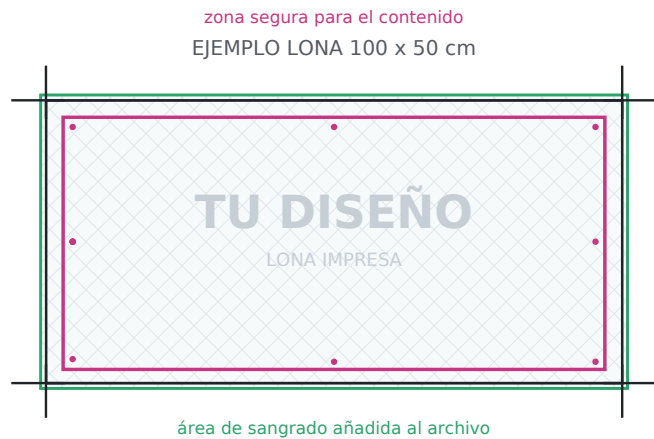 zona segura para el contenido
EJEMPLO LONA 100 x 50 cm
TU DISEÑO
LONA IMPRESA
área de sangrado añadida al archivo